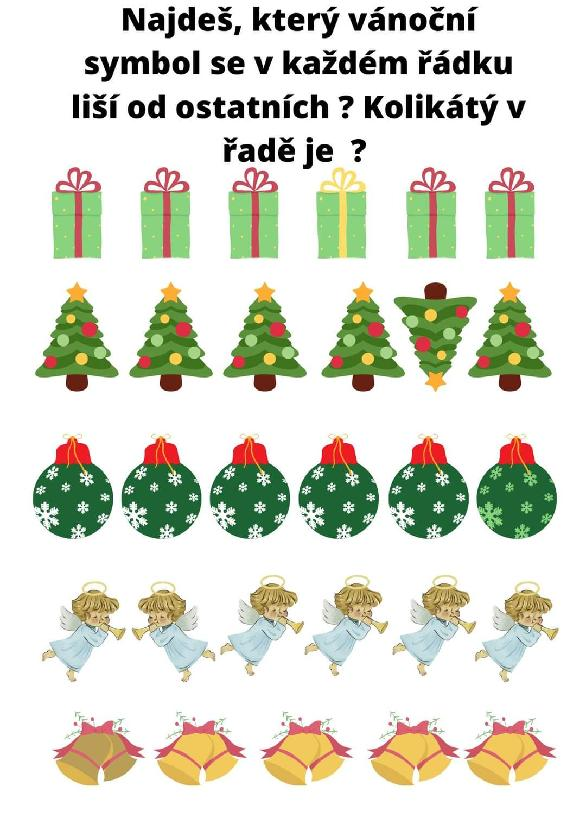 Najdeš, který vánoční
symbol se v každém řádku
liší od ostatních ? Kolikátý v
řadě je  ?